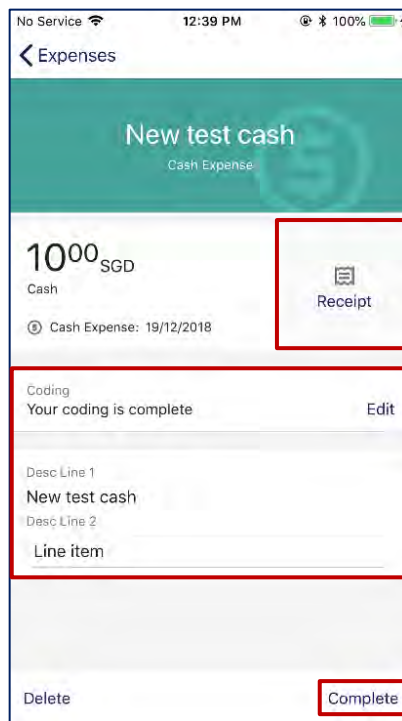 No Service 12:39 PM 100%
Expenses
New test cash
Cash Expense
1000 SGD
Cash
Receipt
Cash Expense: 19/12/2018
Coding
Your coding is complete Edit
Desc Line 1
New test cash
Desc Line 2
Line item
Delete Complete